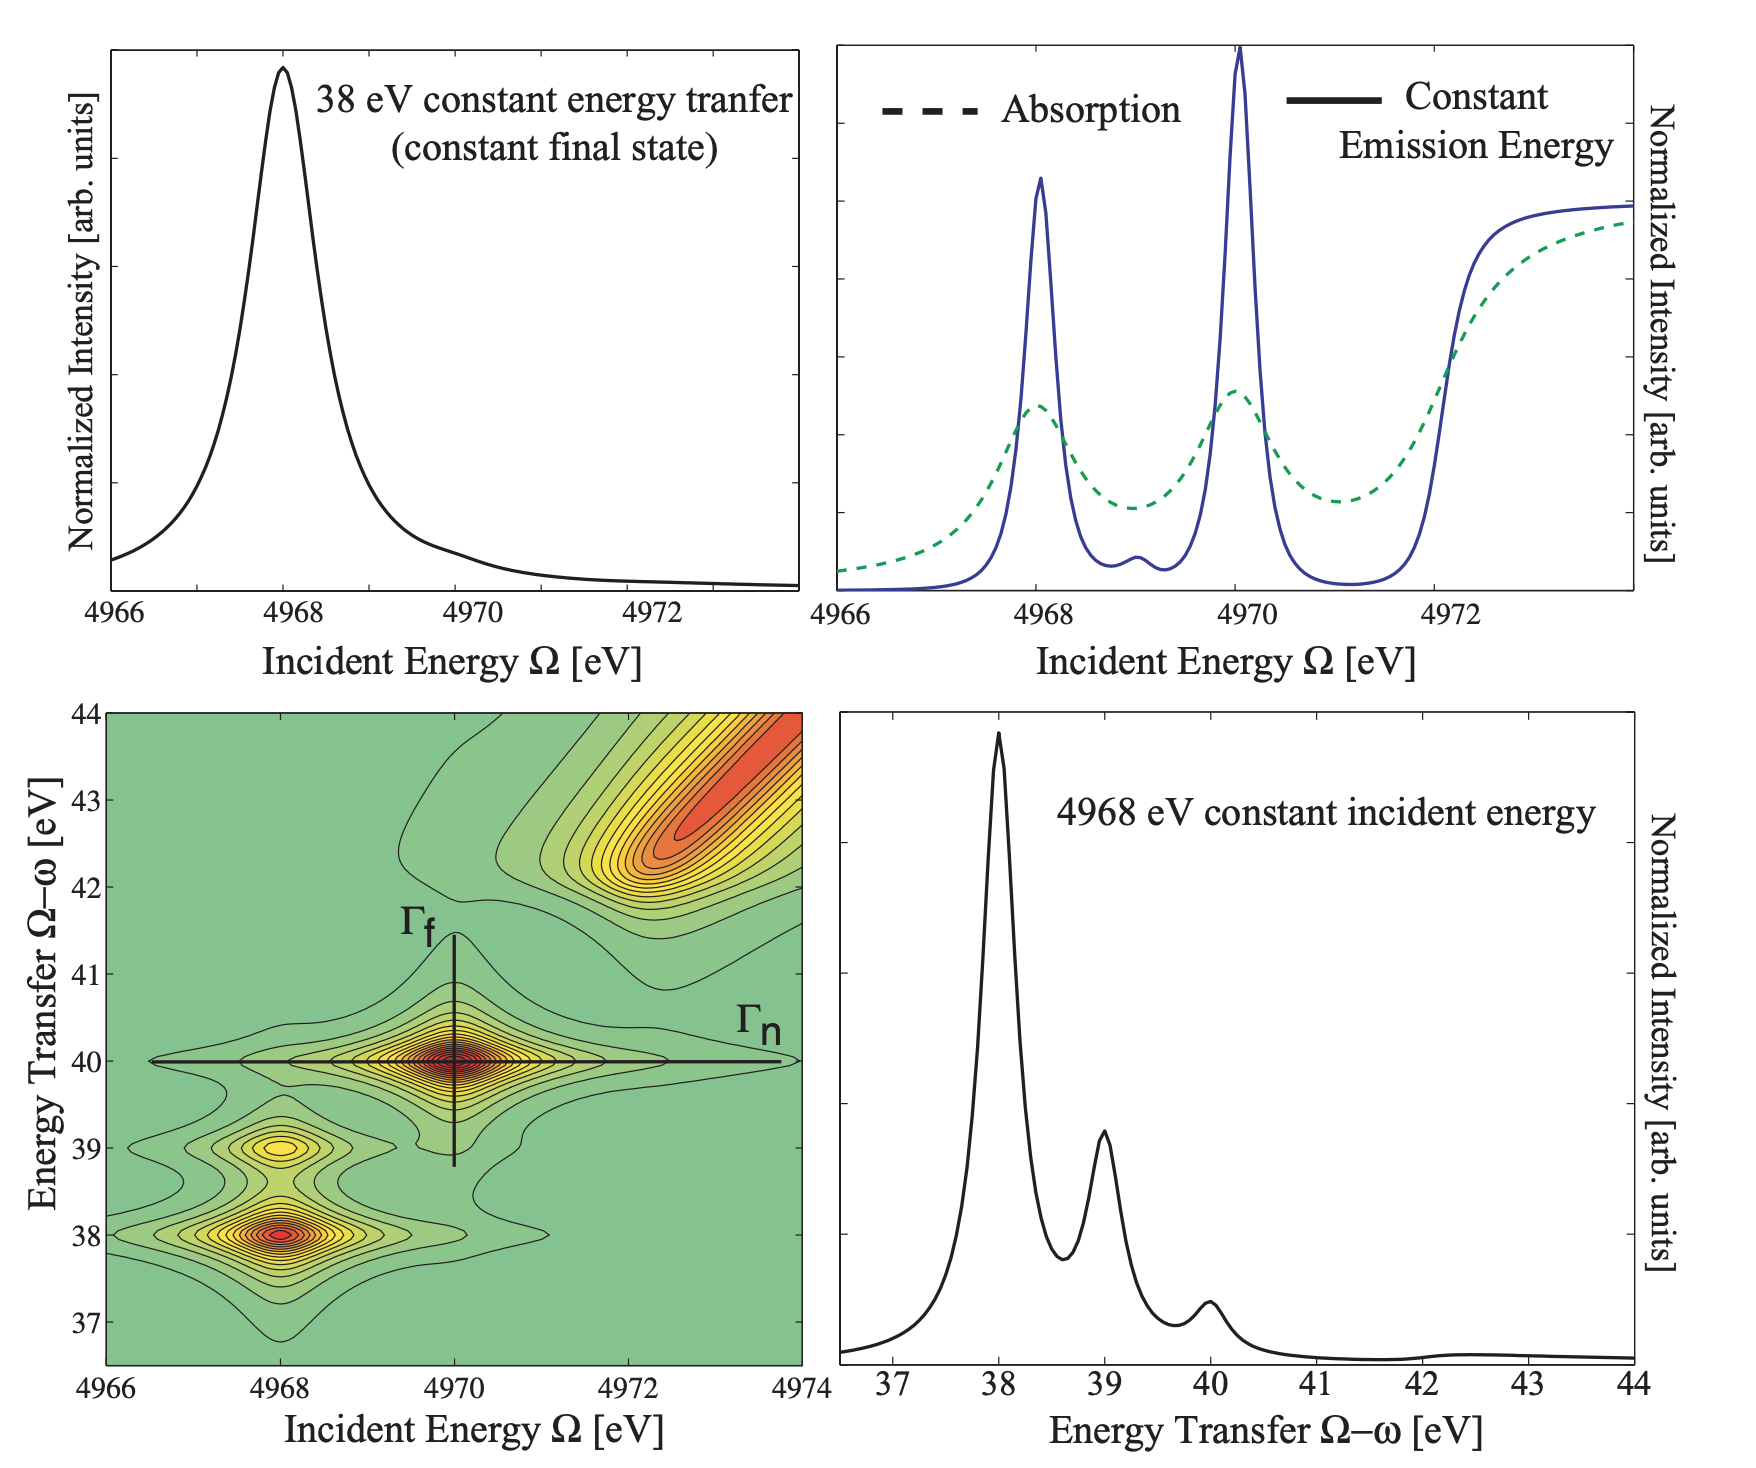 38 eV constant energy tranfer
(constant final state)
Normalized Intensity [arb. units]
4966 4968 4970 4972
Incident Energy Ω [eV]
Absorption
Constant
Emission Energy
Normalized Intensity [arb. units]
4966 4968 4970 4972
Incident Energy Ω [eV]
Energy Transfer Ω–ω [eV]
44
43
42
41
40
39
38
37
Γf
Γn
4966 4968 4970 4972 4974
Incident Energy Ω [eV]
4968 eV constant incident energy
Normalized Intensity [arb. units]
37 38 39 40 41 42 43 44
Energy Transfer Ω–ω [eV]